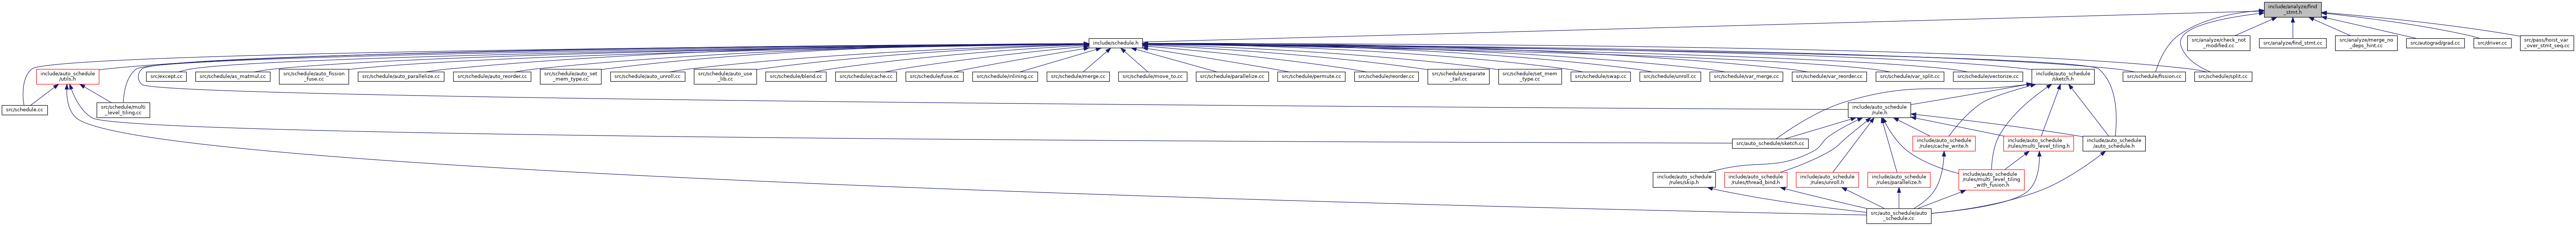 include/analyze/find
_stmt.h
include/schedule.h
src/analyze/check_not
_modified.cc
src/analyze/find_stmt.cc
src/analyze/merge_no
_deps_hint.cc
src/autograd/grad.cc
src/driver.cc
src/pass/hoist_var
_over_stmt_seq.cc
include/auto_schedule
/utils.h
src/except.cc
src/schedule/as_matmul.cc
src/schedule/auto_fission
_fuse.cc
src/schedule/auto_parallelize.cc
src/schedule/auto_reorder.cc
src/schedule/auto_set
_mem_type.cc
src/schedule/auto_unroll.cc
src/schedule/auto_use
_lib.cc
src/schedule/blend.cc
src/schedule/cache.cc
src/schedule/fuse.cc
src/schedule/inlining.cc
src/schedule/merge.cc
src/schedule/move_to.cc
src/schedule/parallelize.cc
src/schedule/permute.cc
src/schedule/reorder.cc
src/schedule/separate
_tail.cc
src/schedule/set_mem
_type.cc
src/schedule/swap.cc
src/schedule/unroll.cc
src/schedule/var_merge.cc
src/schedule/var_reorder.cc
src/schedule/var_split.cc
src/schedule/vectorize.cc
include/auto_schedule
/sketch.h
src/schedule/fission.cc
src/schedule/split.cc
src/schedule.cc
src/schedule/multi
_level_tiling.cc
include/auto_schedule
/rule.h
src/auto_schedule/sketch.cc
include/auto_schedule
/rules/cache_write.h
include/auto_schedule
/rules/multi_level_tiling.h
include/auto_schedule
/auto_schedule.h
include/auto_schedule
/rules/skip.h
include/auto_schedule
/rules/thread_bind.h
include/auto_schedule
/rules/unroll.h
include/auto_schedule
/rules/parallelize.h
include/auto_schedule
/rules/multi_level_tiling
_with_fusion.h
src/auto_schedule/auto
_schedule.cc